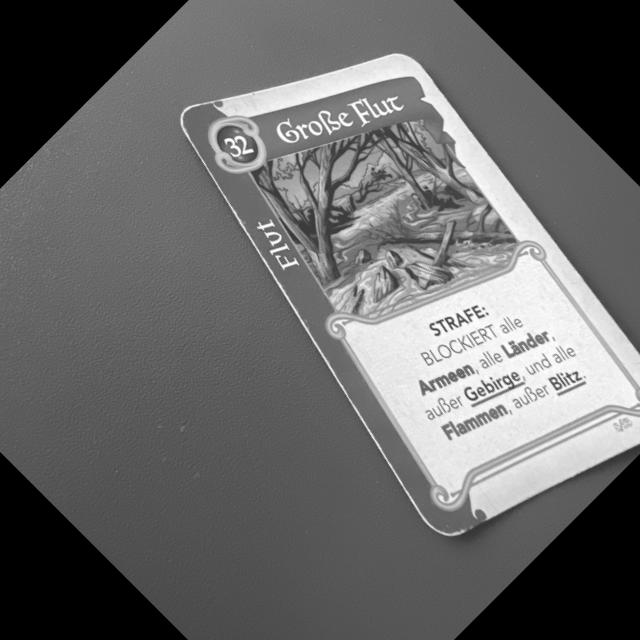 32
Große Flut
Flut
STRAFE:
BLOCKIERT alle
Armeen, alle Länder,
außer Gebirge, und alle
Flammen, außer Blitz.